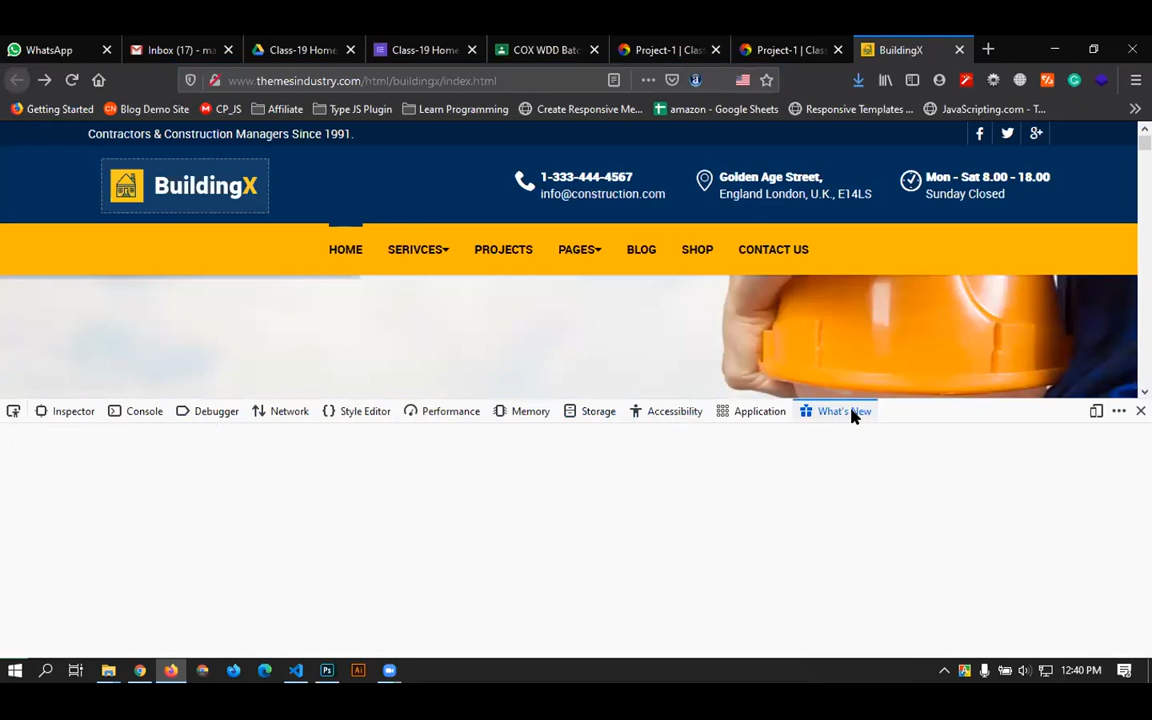 WhatsApp
Inbox (17) - ma
Class-19 Home
Class-19 Home
COX WDD Batc
Project-1 | Clas
Project-1 | Clas
BuildingX
www.themesindustry.com/html/buildingx/index.html
Getting Started
Blog Demo Site
CP_JS
Affiliate
Type JS Plugin
Learn Programming
Create Responsive Me...
amazon - Google Sheets
Responsive Templates ...
JavaScripting.com - T...
Contractors & Construction Managers Since 1991.
BuildingX
1-333-444-4567
info@construction.com
Golden Age Street,
England London, U.K., E14LS
Mon - Sat 8.00 - 18.00
Sunday Closed
HOME
SERIVCES
PROJECTS
PAGES
BLOG
SHOP
CONTACT US
Inspector
Console
Debugger
Network
Style Editor
Performance
Memory
Storage
Accessibility
Application
What's New
12:40 PM